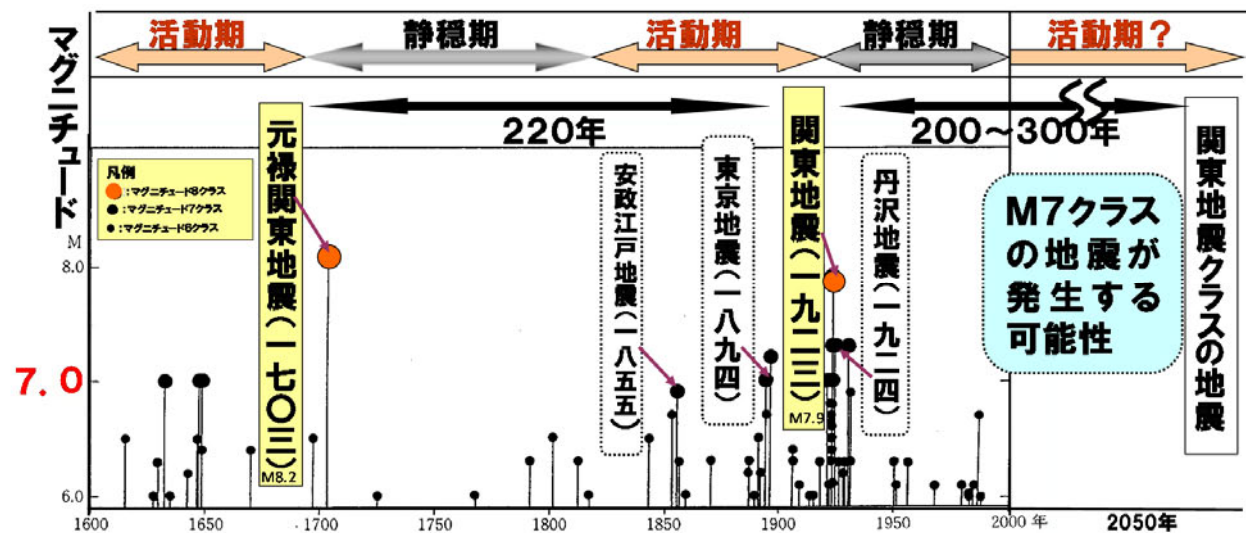 活動期
静穏期
活動期
静穏期
活動期？
マグニチュード
220年
200～300年
元禄関東地震(一七〇三)
M8.2
関東地震(一九二三)
M7.9
安政江戸地震(一八五五)
東京地震(一八九四)
丹沢地震(一九二四)
関東地震クラスの地震
凡例
：マグニチュード8クラス
：マグニチュード7クラス
：マグニチュード6クラス
M7クラス
の地震が
発生する
可能性
M
8.0
7.0
6.0
1600
1650
1700
1750
1800
1850
1900
1950
2000 年
2050年